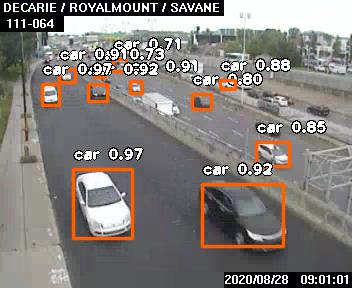 DECARIE / ROYALMOUNT / SAVANE
111-064
car 0.71
car 0.91
0.73
car 0.88
car 0.97
car 0.92
0.91
car 0.80
car 0.85
car 0.97
car 0.92
2020/08/28 09:01:01